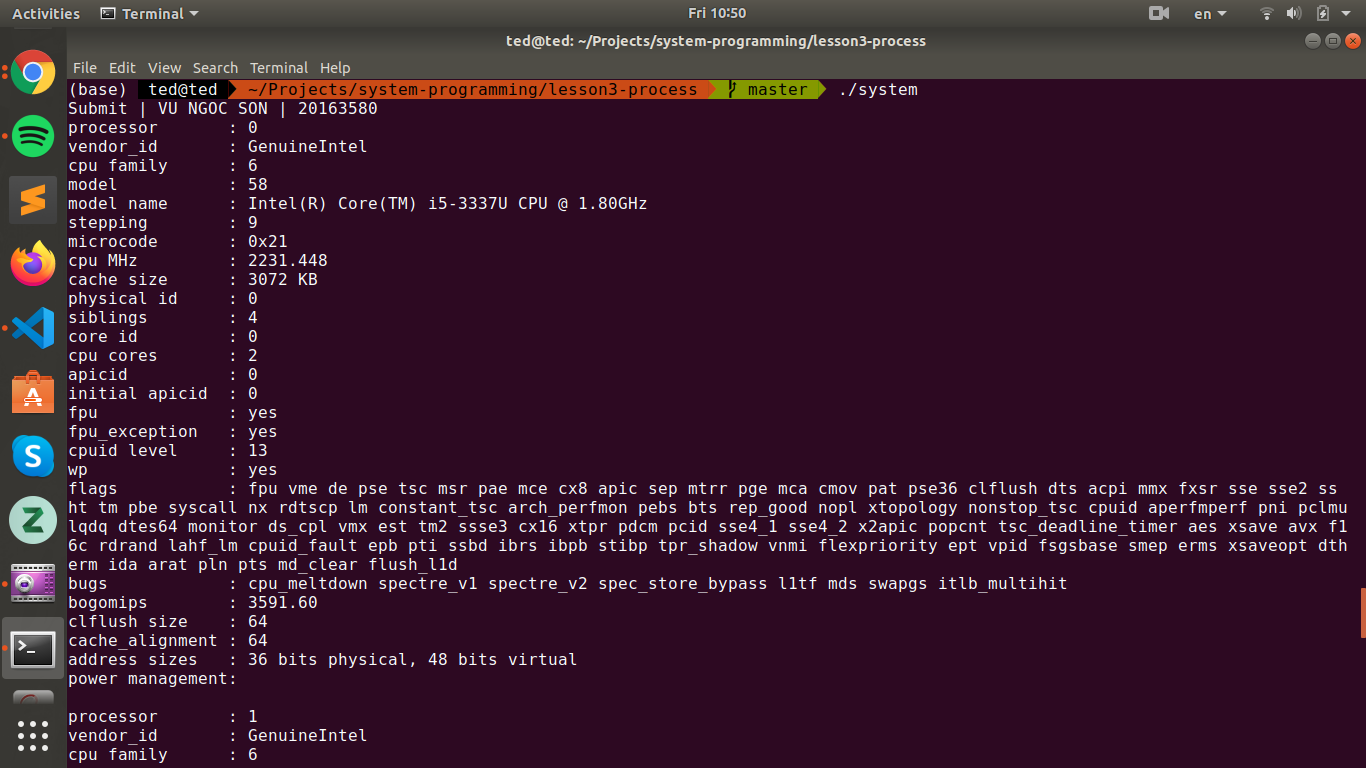 Activities Terminal Fri 10:50 en
ted@ted: ~/Projects/system-programming/lesson3-process
File Edit View Search Terminal Help
(base) ted@ted ~/Projects/system-programming/lesson3-process master ./system
Submit | VU NGOC SON | 20163580
processor : 0
vendor_id : GenuineIntel
cpu family : 6
model : 58
model name : Intel(R) Core(TM) i5-3337U CPU @ 1.80GHz
stepping : 9
microcode : 0x21
cpu MHz : 2231.448
cache size : 3072 KB
physical id : 0
siblings : 4
core id : 0
cpu cores : 2
apicid : 0
initial apicid : 0
fpu : yes
fpu_exception : yes
cpuid level : 13
wp : yes
flags : fpu vme de pse tsc msr pae mce cx8 apic sep mtrr pge mca cmov pat pse36 clflush dts acpi mmx fxsr sse sse2 ss
ht tm pbe syscall nx rdtscp lm constant_tsc arch_perfmon pebs bts rep_good nopl xtopology nonstop_tsc cpuid aperfmperf pni pclmu
lqdq dtes64 monitor ds_cpl vmx est tm2 ssse3 cx16 xtpr pdcm pcid sse4_1 sse4_2 x2apic popcnt tsc_deadline_timer aes xsave avx f1
6c rdrand lahf_lm cpuid_fault epb pti ssbd ibrs ibpb stibp tpr_shadow vnmi flexpriority ept vpid fsgsbase smep erms xsaveopt dth
erm ida arat pln pts md_clear flush_l1d
bugs : cpu_meltdown spectre_v1 spectre_v2 spec_store_bypass l1tf mds swapgs itlb_multihit
bogomips : 3591.60
clflush size : 64
cache_alignment : 64
address sizes : 36 bits physical, 48 bits virtual
power management:
processor : 1
vendor_id : GenuineIntel
cpu family : 6